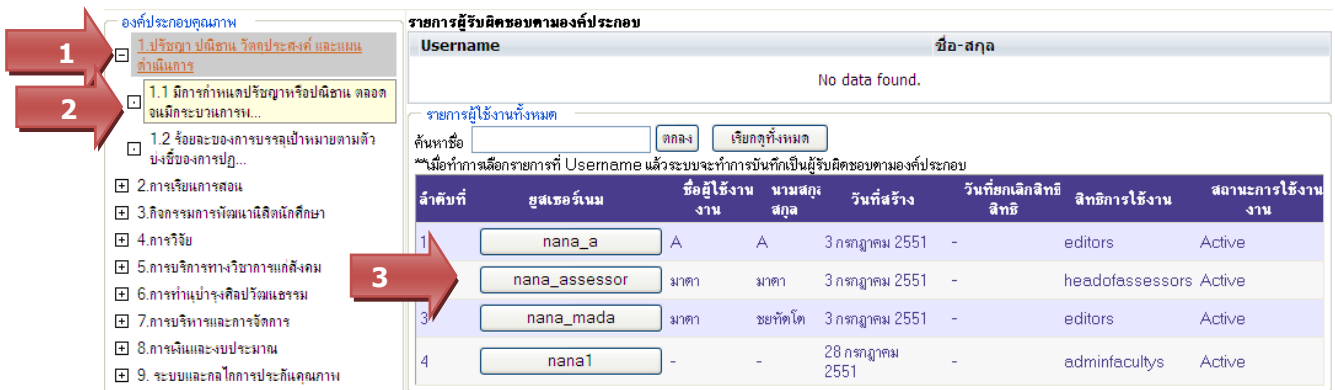 องค์ประกอบคุณภาพ
1
1.ปรัชญา ปณิธาน วัตถุประสงค์ และแผน
ดำเนินการ
2
1.1 มีการกำหนดปรัชญาหรือปณิธาน ตลอด
จนมีกระบวนการพ...
1.2 ร้อยละของการบรรลุเป้าหมายตามตัว
บ่งชี้ของการปฏ...
2.การเรียนการสอน
3.กิจกรรมการพัฒนานิสิตนักศึกษา
4.การวิจัย
5.การบริการทางวิชาการแก่สังคม
6.การทำนุบำรุงศิลปวัฒนธรรม
7.การบริหารและการจัดการ
8.การเงินและงบประมาณ
9. ระบบและกลไกการประกันคุณภาพ
รายการผู้รับผิดชอบตามองค์ประกอบ
Username ชื่อ-สกุล
No data found.
รายการผู้ใช้งานทั้งหมด
ค้นหาชื่อ ตกลง เรียกดูทั้งหมด
**เมื่อทำการเลือกรายการที่ Username แล้วระบบจะทำการบันทึกเป็นผู้รับผิดชอบตามองค์ประกอบ
ลำดับที่ ยูสเซอร์เนม ชื่อผู้ใช้งาน นามสกุล วันที่สร้าง วันที่ยกเลิกสิทธิ สิทธิการใช้งาน สถานะการใช้งาน
งาน สกุล สิทธิ งาน
1 nana_a A A 3 กรกฎาคม 2551 - editors Active
3 nana_assessor มาดา มาดา 3 กรกฎาคม 2551 - headofassessors Active
3 nana_mada มาดา ชยทัตโต 3 กรกฎาคม 2551 - editors Active
4 nana1 - - 28 กรกฎาคม 2551 - adminfacultys Active